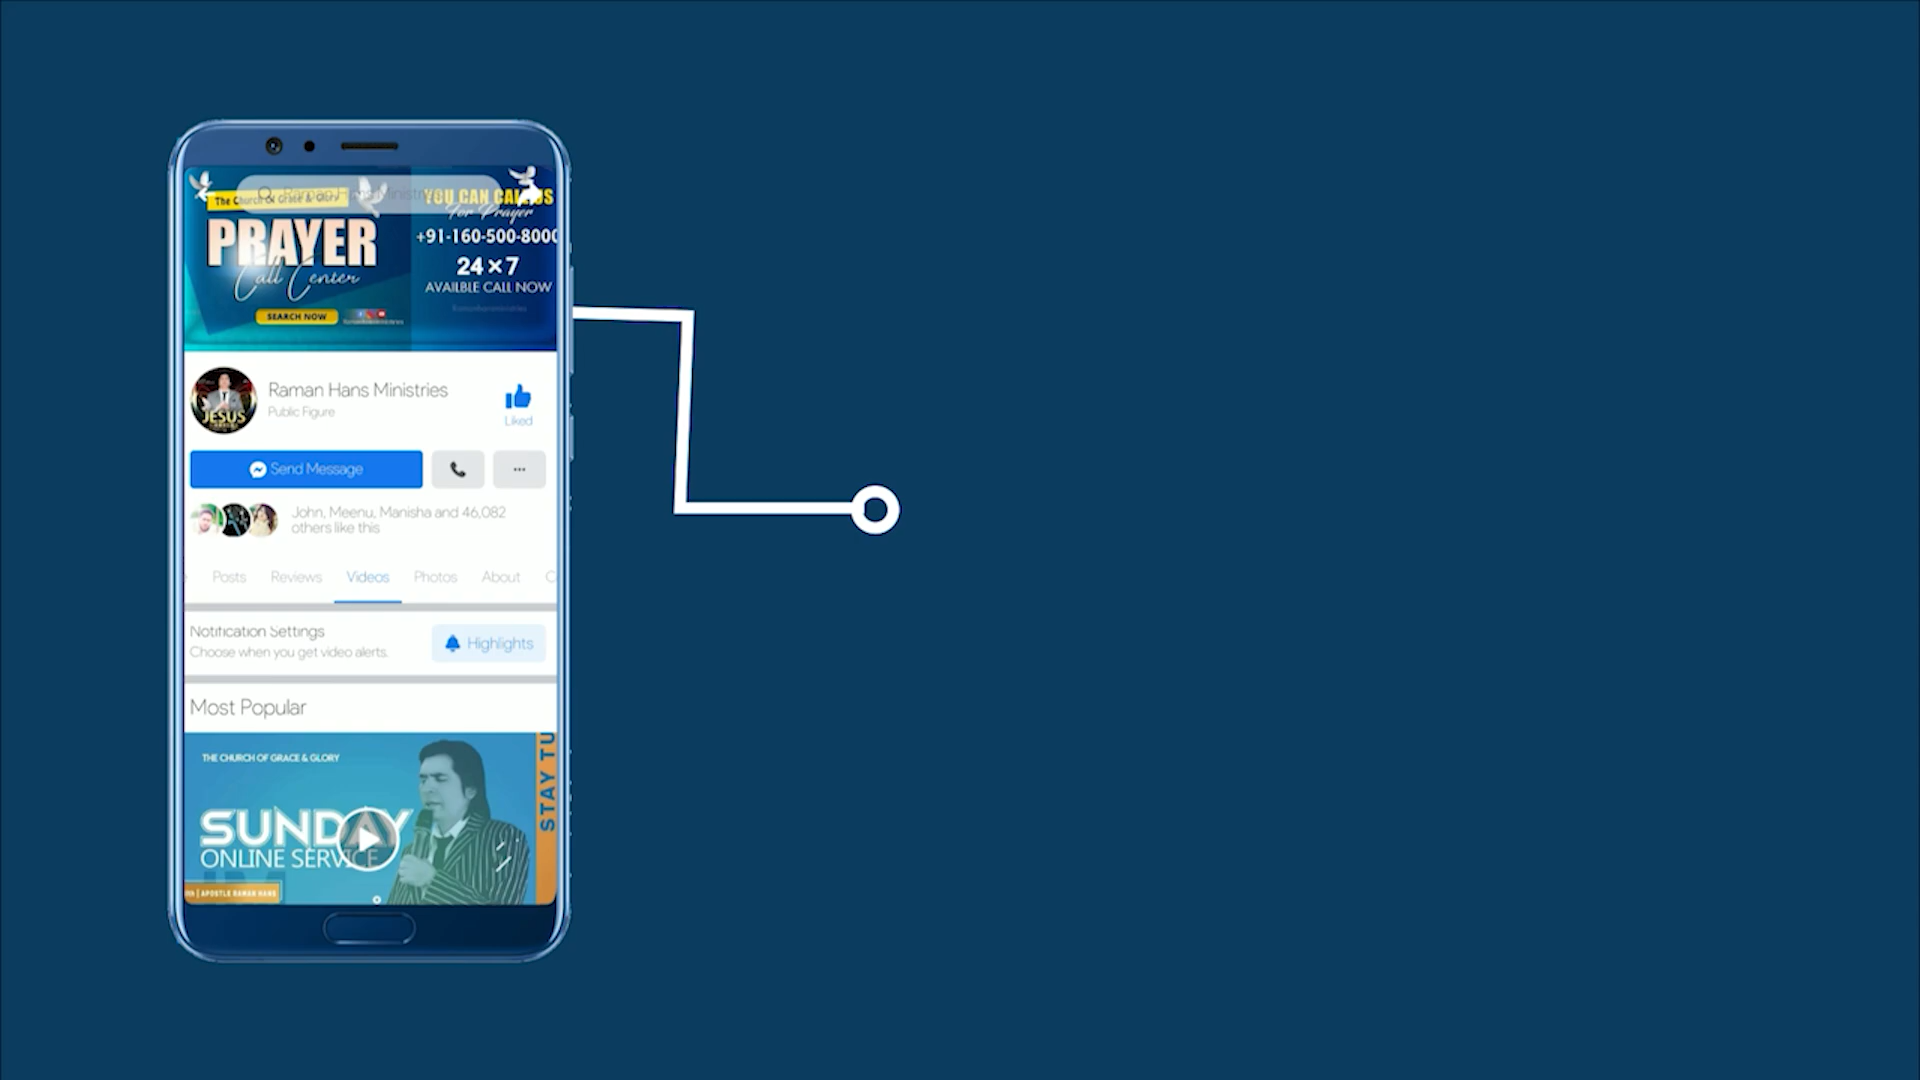 Raman Hans Ministries
The Church of Grace & Glory
PRAYER
Call Center
SEARCH NOW
YOU CAN CALL US
For Prayer
+91-160-500-8000
24×7
AVAILBLE CALL NOW
Raman Hans Ministries
Public Figure
Liked
JESUS
Send Message
John, Meenu, Manisha and 46,082
others like this
Posts Reviews Videos Photos About C
Notification Settings
Choose when you get video alerts.
Highlights
Most Popular
THE CHURCH OF GRACE & GLORY
SUNDAY
ONLINE SERVICE
STAY TU
APOSTLE RAMAN HANS